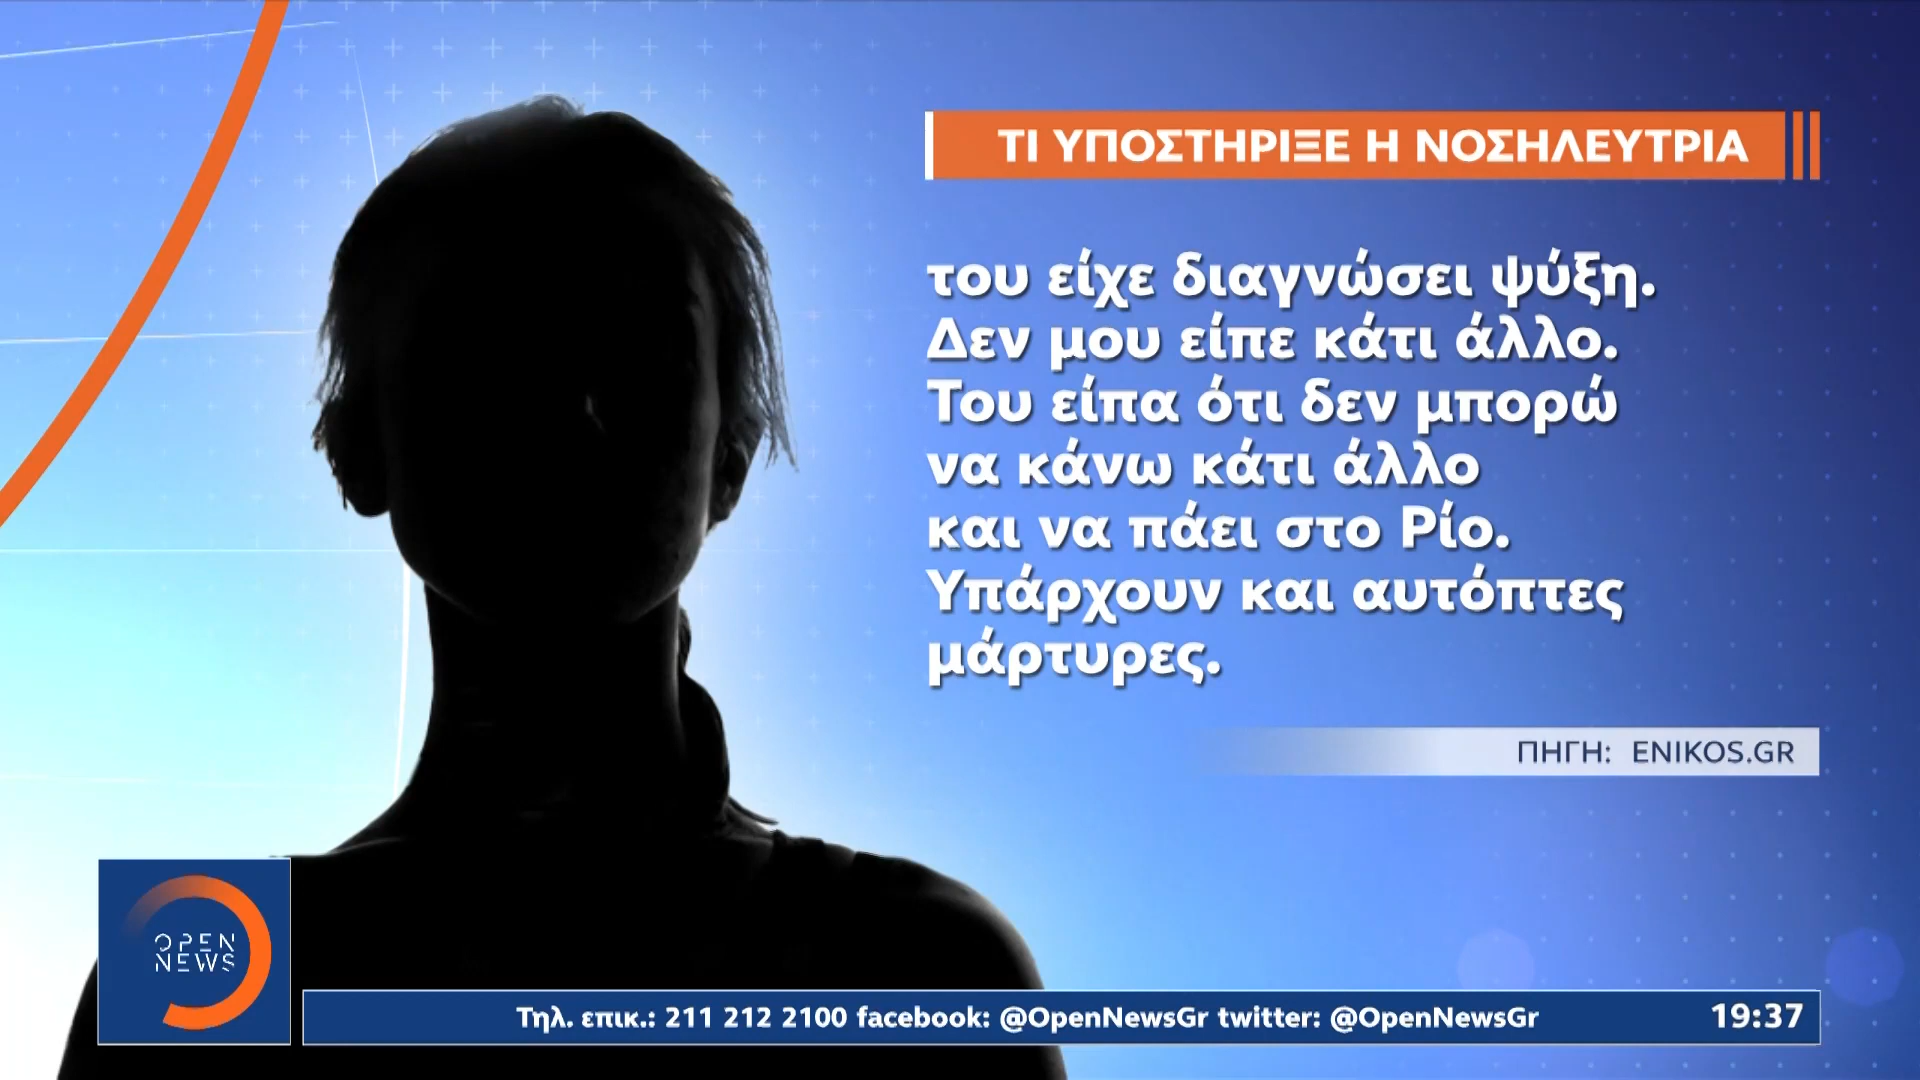 ΤΙ ΥΠΟΣΤΗΡΙΞΕ Η ΝΟΣΗΛΕΥΤΡΙΑ
του είχε διαγνώσει ψύξη.
Δεν μου είπε κάτι άλλο.
Του είπα ότι δεν μπορώ
να κάνω κάτι άλλο
και να πάει στο Ρίο.
Υπάρχουν και αυτόπτες
μάρτυρες.
ΠΗΓΗ: ENIKOS.GR
OPEN
NEWS
Τηλ. επικ.: 211 212 2100 facebook: @OpenNewsGr twitter: @OpenNewsGr
19:37